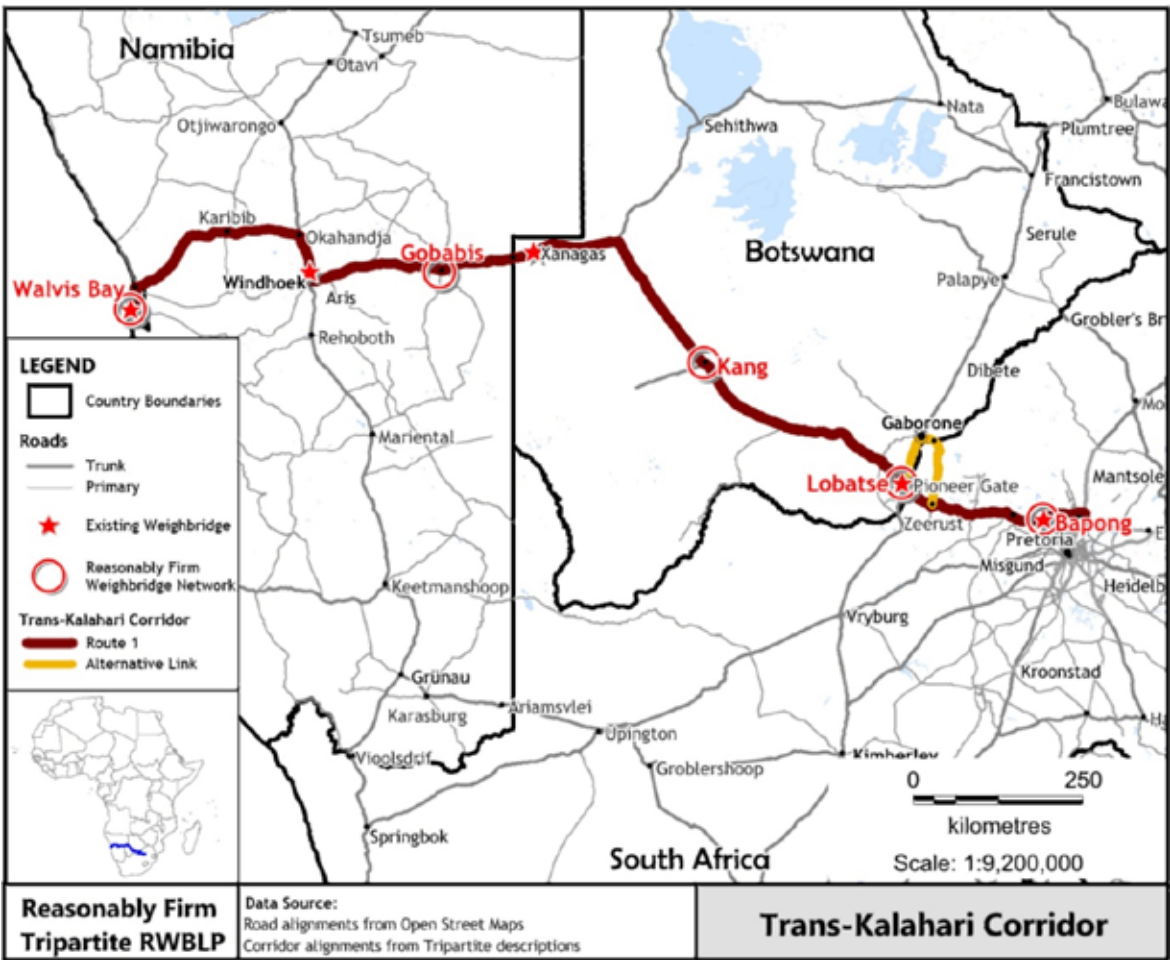 Namibia
Tsumeb
Otavi
Otjiwarongo
Sehithwa
Nata
Bulawa
Plumtree
Francistown
Karibib
Okahandja
Gobabis
Xanagas
Botswana
Serule
Walvis Bay
Windhoek
Aris
Palapye
Rehoboth
Grobler's Br
Kang
Dibete
Mo
Gaborone
Mariental
Mantsole
Lobatse
Pioneer Gate
Zeerust
Bapong
Pretoria
E
Misgund
Heidelb
Keetmanshoop
Vryburg
Kroonstad
Grünau
Karasburg
Ariamsvlei
H
Upington
Vioolsdrif
Groblershoop
Kimberley
Springbok
South Africa
LEGEND
Country Boundaries
Roads
Trunk
Primary
Existing Weighbridge
Reasonably Firm
Weighbridge Network
Trans-Kalahari Corridor
Route 1
Alternative Link
0 250
kilometres
Scale: 1:9,200,000
Reasonably Firm
Tripartite RWBLP
Data Source:
Road alignments from Open Street Maps
Corridor alignments from Tripartite descriptions
Trans-Kalahari Corridor